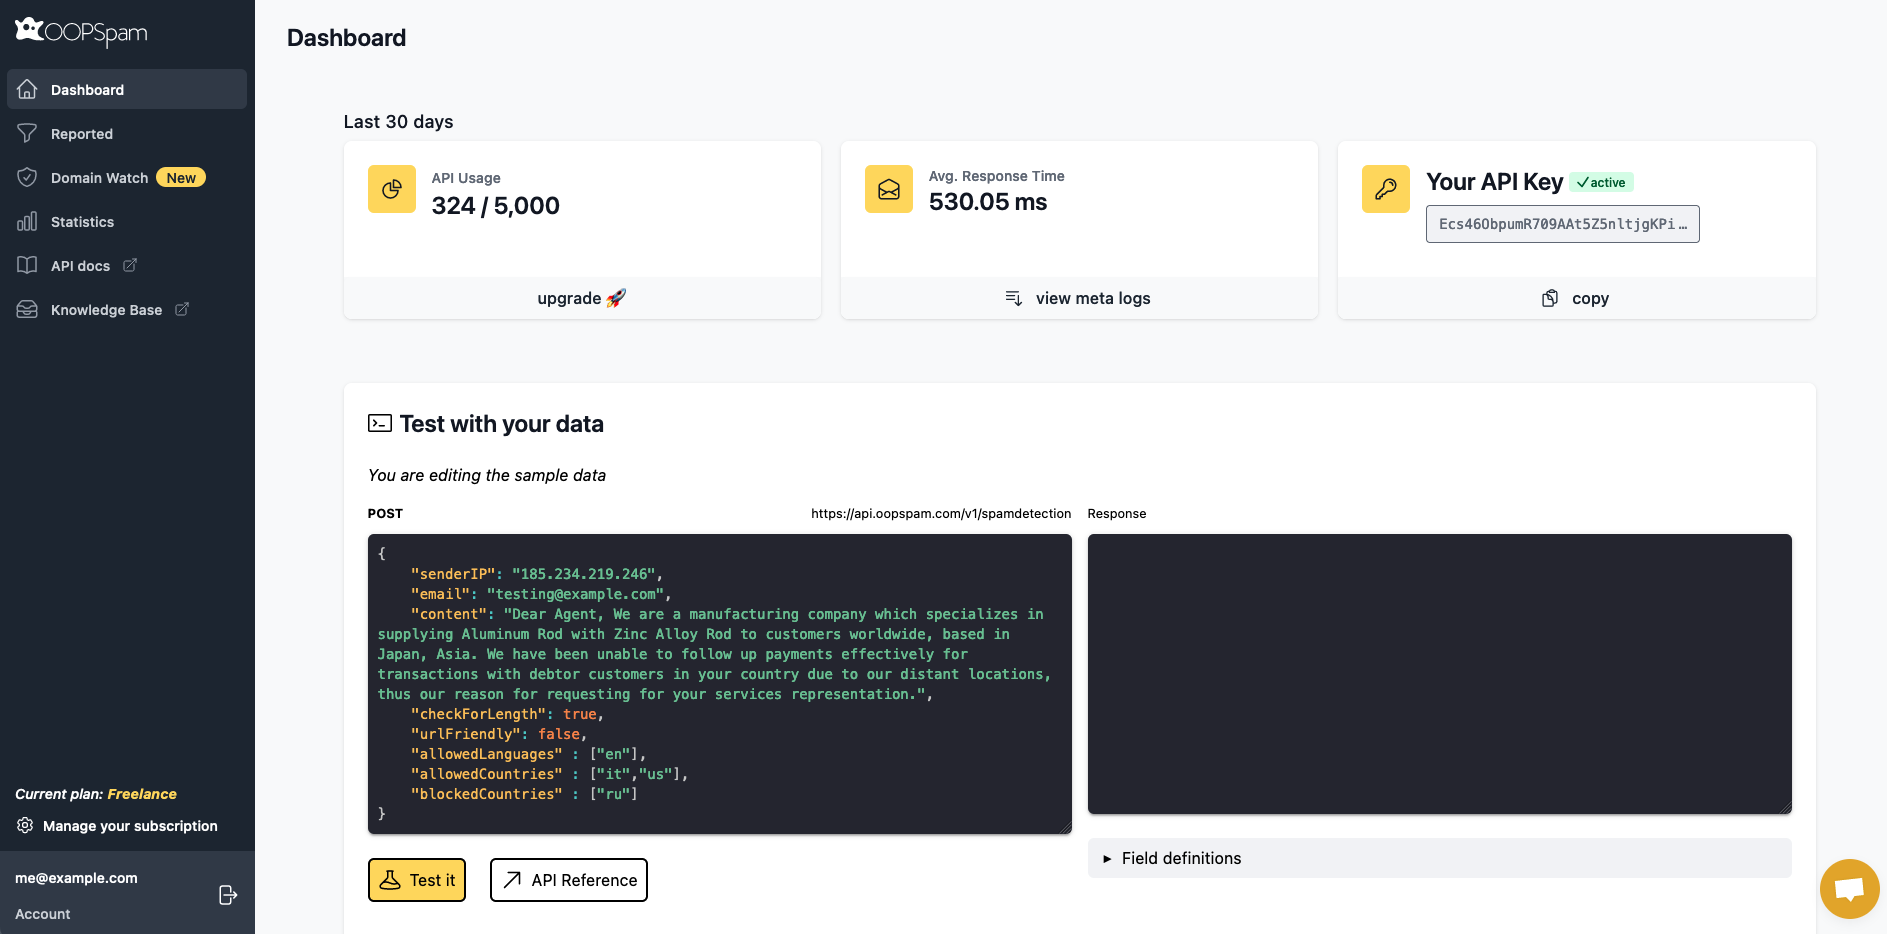 OOPSpam
Dashboard
Reported
Domain Watch New
Statistics
API docs
Knowledge Base
Current plan: Freelance
Manage your subscription
me@example.com
Account
Dashboard
Last 30 days
API Usage
324 / 5,000
upgrade 🚀
Avg. Response Time
530.05 ms
view meta logs
Your API Key ✓active
Ecs46ObpumR709AAt5Z5nltjgKPi…
copy
Test with your data
You are editing the sample data
POST https://api.oopspam.com/v1/spamdetection
{
"senderIP": "185.234.219.246",
"email": "testing@example.com",
"content": "Dear Agent, We are a manufacturing company which specializes in
supplying Aluminum Rod with Zinc Alloy Rod to customers worldwide, based in
Japan, Asia. We have been unable to follow up payments effectively for
transactions with debtor customers in your country due to our distant locations,
thus our reason for requesting for your services representation.",
"checkForLength": true,
"urlFriendly": false,
"allowedLanguages" : ["en"],
"allowedCountries" : ["it","us"],
"blockedCountries" : ["ru"]
}
Test it
API Reference
Response
Field definitions